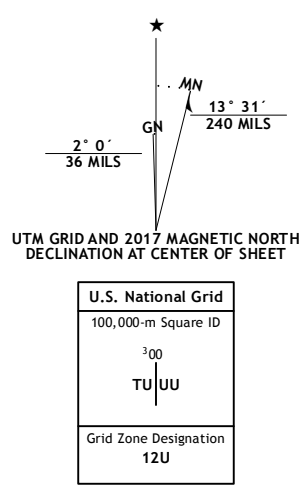 ★
MN
13° 31´
240 MILS
GN
2° 0´
36 MILS
UTM GRID AND 2017 MAGNETIC NORTH
DECLINATION AT CENTER OF SHEET
U.S. National Grid
100,000-m Square ID
³00
TU UU
Grid Zone Designation
12U